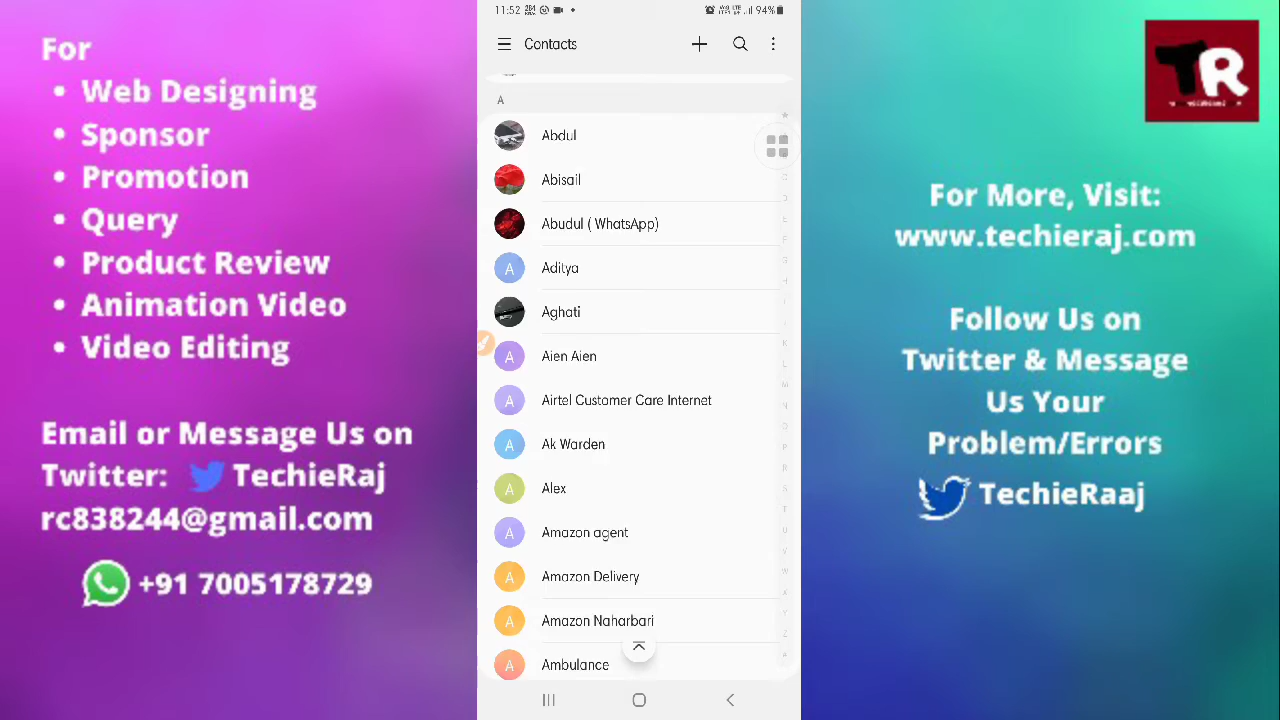 For
• Web Designing
• Sponsor
• Promotion
• Query
• Product Review
• Animation Video
• Video Editing
Email or Message Us on
Twitter: TechieRaj
rc838244@gmail.com
+91 7005178729
11:52
94%
Contacts
A
Abdul
Abisail
Abudul ( WhatsApp)
A Aditya
Aghati
A Aien Aien
A Airtel Customer Care Internet
A Ak Warden
A Alex
A Amazon agent
A Amazon Delivery
A Amazon Naharbari
A Ambulance
TR
For More, Visit:
www.techieraj.com
Follow Us on
Twitter & Message
Us Your
Problem/Errors
TechieRaaj